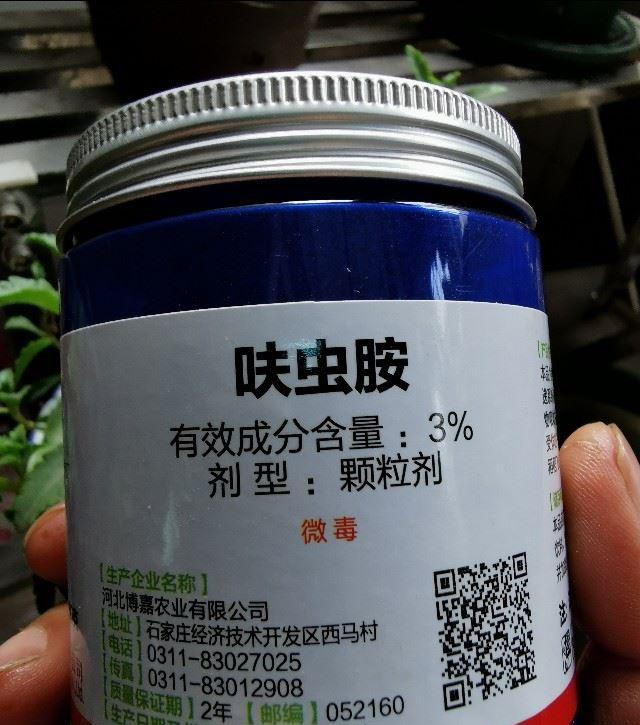 呋虫胺
有效成分含量：3%
剂型：颗粒剂
微毒
【生产企业名称】
河北博嘉农业有限公司
【地址】石家庄经济技术开发区西马村
【电话】0311-83027025
【传真】0311-83012908
【质量保证期】2年【邮编】052160